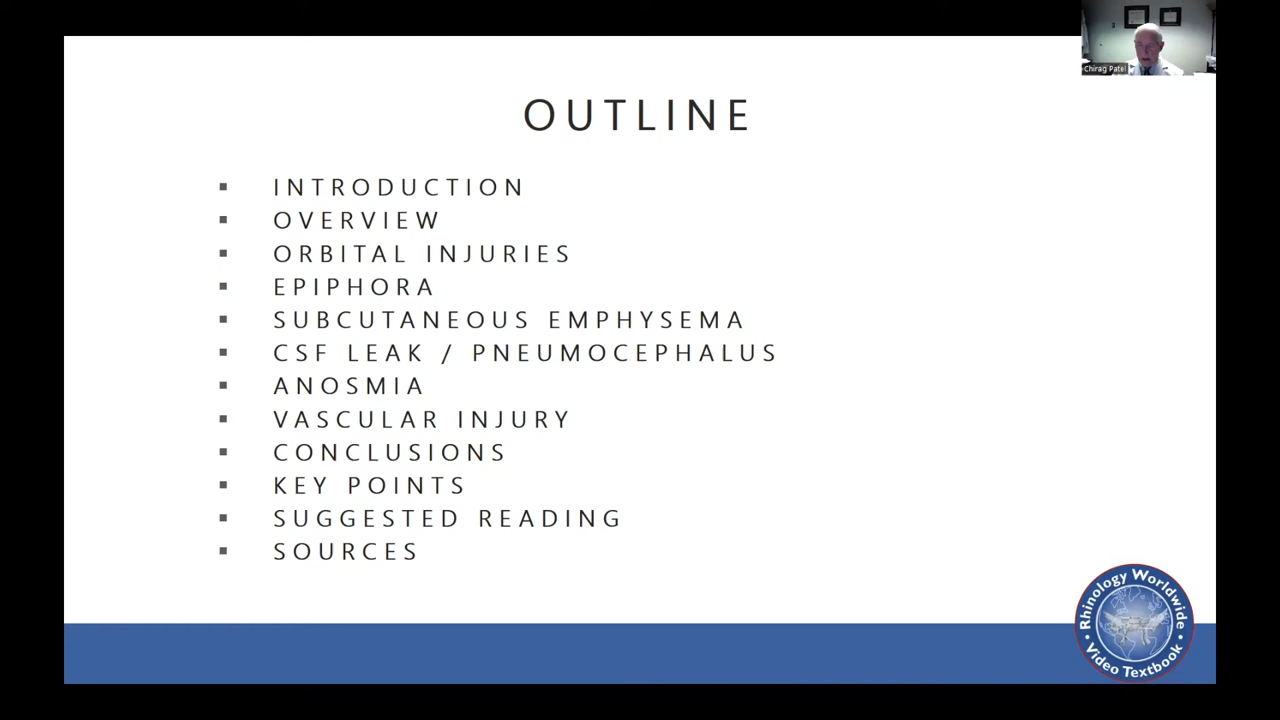 Chirag Patel
OUTLINE
▪ INTRODUCTION
▪ OVERVIEW
▪ ORBITAL INJURIES
▪ EPIPHORA
▪ SUBCUTANEOUS EMPHYSEMA
▪ CSF LEAK / PNEUMOCEPHALUS
▪ ANOSMIA
▪ VASCULAR INJURY
▪ CONCLUSIONS
▪ KEY POINTS
▪ SUGGESTED READING
▪ SOURCES
Rhinology Worldwide
• Video Textbook •